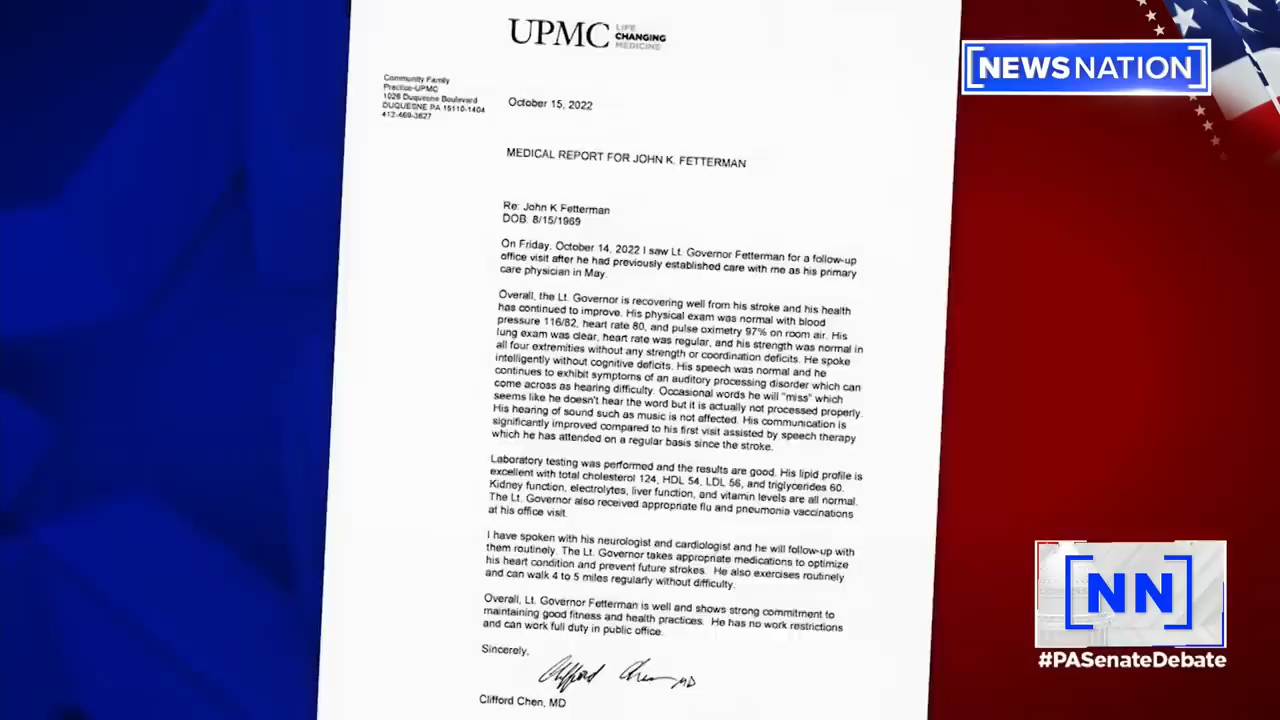 UPMC LIFE
CHANGING
MEDICINE
NEWSNATION
Community Family
Practice-UPMC
1026 Duquesne Boulevard
DUQUESNE PA 15110-1404
412-469-3627
October 15, 2022
MEDICAL REPORT FOR JOHN K. FETTERMAN
Re: John K Fetterman
DOB: 8/15/1969
On Friday, October 14, 2022 I saw Lt. Governor Fetterman for a follow-up
office visit after he had previously established care with me as his primary
care physician in May.
Overall, the Lt. Governor is recovering well from his stroke and his health
has continued to improve. His physical exam was normal with blood
pressure 116/82, heart rate 80, and pulse oximetry 97% on room air. His
lung exam was clear, heart rate was regular, and his strength was normal in
all four extremities without any strength or coordination deficits. He spoke
intelligently without cognitive deficits. His speech was normal and he
continues to exhibit symptoms of an auditory processing disorder which can
come across as hearing difficulty. Occasional words he will "miss" which
seems like he doesn't hear the word but it is actually not processed properly.
His hearing of sound such as music is not affected. His communication is
significantly improved compared to his first visit assisted by speech therapy
which he has attended on a regular basis since the stroke.
Laboratory testing was performed and the results are good. His lipid profile is
excellent with total cholesterol 124, HDL 54, LDL 56, and triglycerides 60.
Kidney function, electrolytes, liver function, and vitamin levels are all normal.
The Lt. Governor also received appropriate flu and pneumonia vaccinations
at his office visit.
I have spoken with his neurologist and cardiologist and he will follow-up with
them routinely. The Lt. Governor takes appropriate medications to optimize
his heart condition and prevent future strokes. He also exercises routinely
and can walk 4 to 5 miles regularly without difficulty.
Overall, Lt. Governor Fetterman is well and shows strong commitment to
maintaining good fitness and health practices. He has no work restrictions
and can work full duty in public office.
Sincerely,
Clifford Chen MD
Clifford Chen, MD
NN
#PASenateDebate